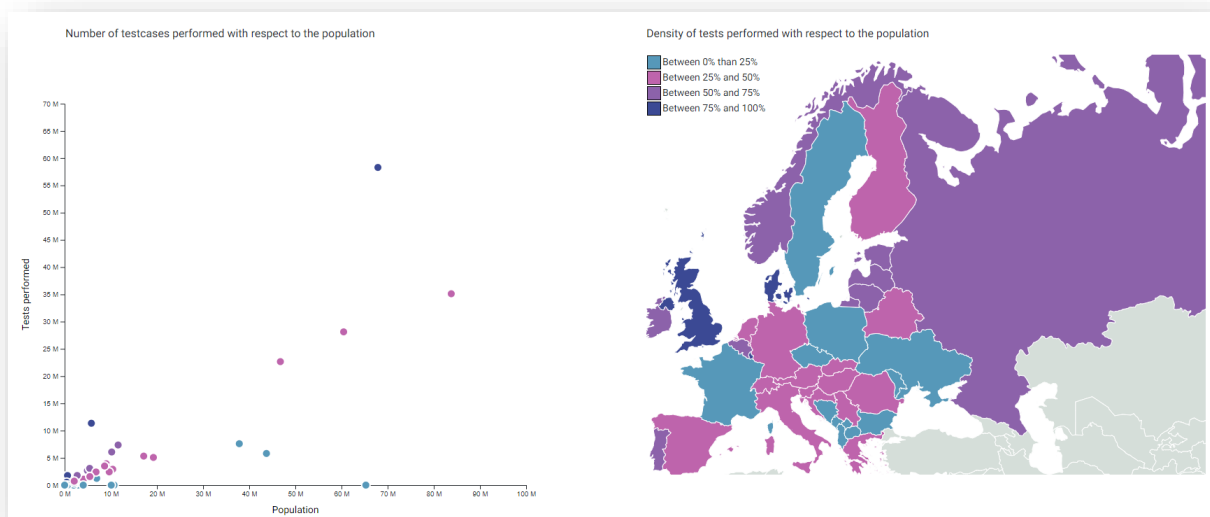 Number of testcases performed with respect to the population
70 M
65 M
60 M
55 M
50 M
45 M
40 M
35 M
30 M
25 M
20 M
15 M
10 M
5 M
0 M
Tests performed
0 M 10 M 20 M 30 M 40 M 50 M 60 M 70 M 80 M 90 M 100 M
Population
Density of tests performed with respect to the population
Between 0% than 25%
Between 25% and 50%
Between 50% and 75%
Between 75% and 100%